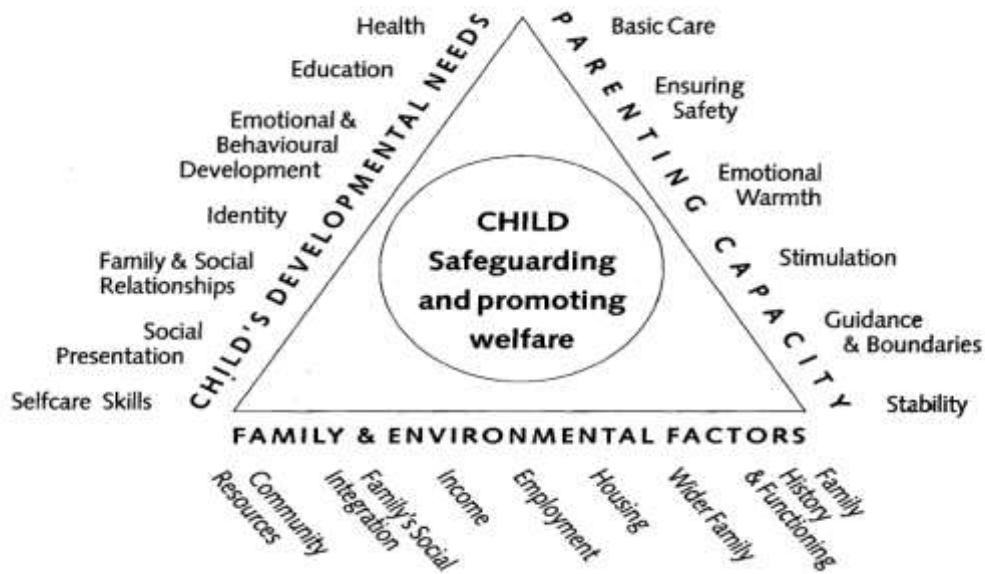 Health
Education
Emotional &
Behavioural
Development
Identity
Family & Social
Relationships
Social
Presentation
Selfcare Skills
CHILD'S DEVELOPMENTAL NEEDS
PARENTING CAPACITY
Basic Care
Ensuring
Safety
Emotional
Warmth
Stimulation
Guidance
& Boundaries
Stability
CHILD
Safeguarding
and promoting
welfare
FAMILY & ENVIRONMENTAL FACTORS
Community
Resources
Family's Social
Integration
Income
Employment
Housing
Wider Family
Family
History
& Functioning